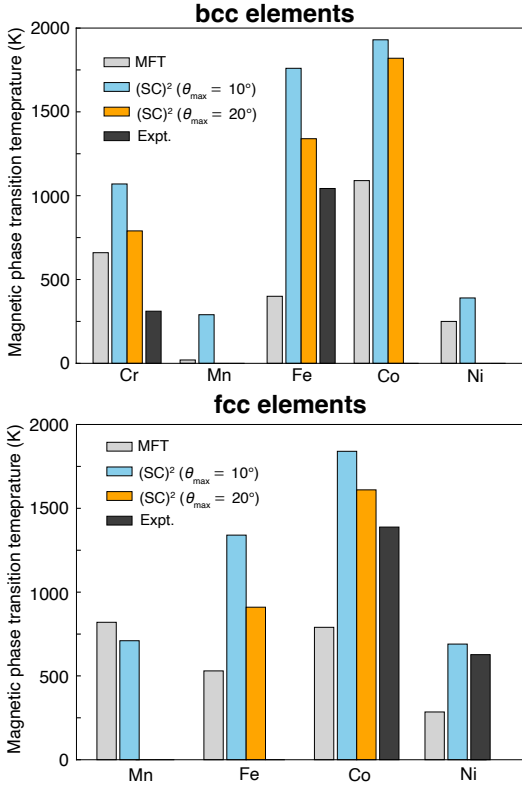 bcc elements
Magnetic phase transition temeprature (K)
2000
1500
1000
500
0
MFT
(SC)² (θmax = 10°)
(SC)² (θmax = 20°)
Expt.
Cr Mn Fe Co Ni
fcc elements
Magnetic phase transition temeprature (K)
2000
1500
1000
500
0
MFT
(SC)² (θmax = 10°)
(SC)² (θmax = 20°)
Expt.
Mn Fe Co Ni